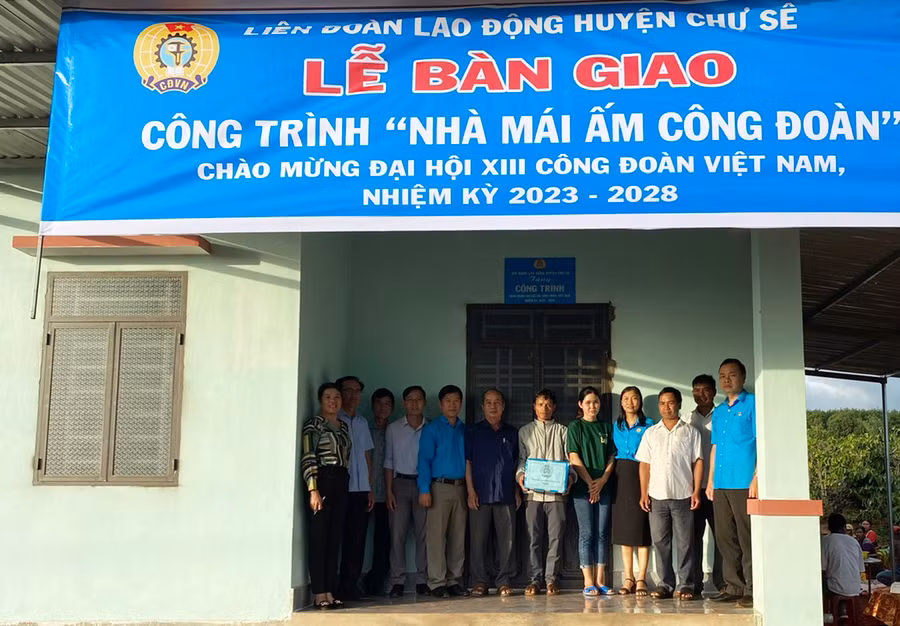 LIÊN ĐOÀN LAO ĐỘNG HUYỆN CHƯ SÊ
LỄ BÀN GIAO
CÔNG TRÌNH “NHÀ MÁI ẤM CÔNG ĐOÀN”
CHÀO MỪNG ĐẠI HỘI XIII CÔNG ĐOÀN VIỆT NAM,
NHIỆM KỲ 2023 - 2028
CĐVN
CÔNG TRÌNH